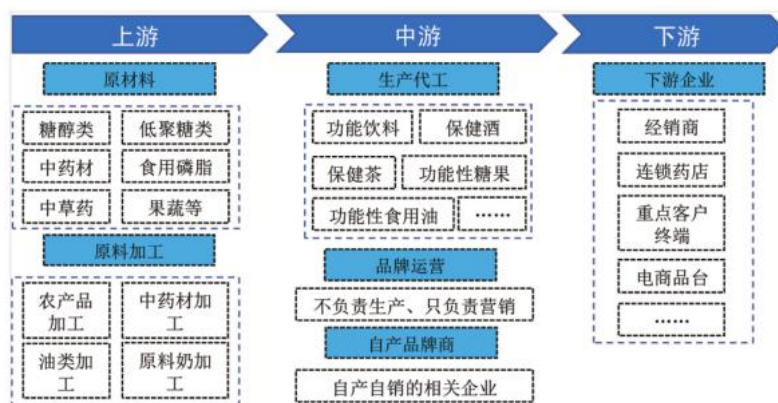 上游
中游
下游
原材料
糖醇类
低聚糖类
中药材
食用磷脂
中草药
果蔬等
原料加工
农产品
加工
中药材加
工
油类加
工
原料奶加
工
生产代工
功能饮料
保健酒
保健茶
功能性糖果
功能性食用油
……
品牌运营
不负责生产、只负责营销
自产品牌商
自产自销的相关企业
下游企业
经销商
连锁药店
重点客户
终端
电商品台
……